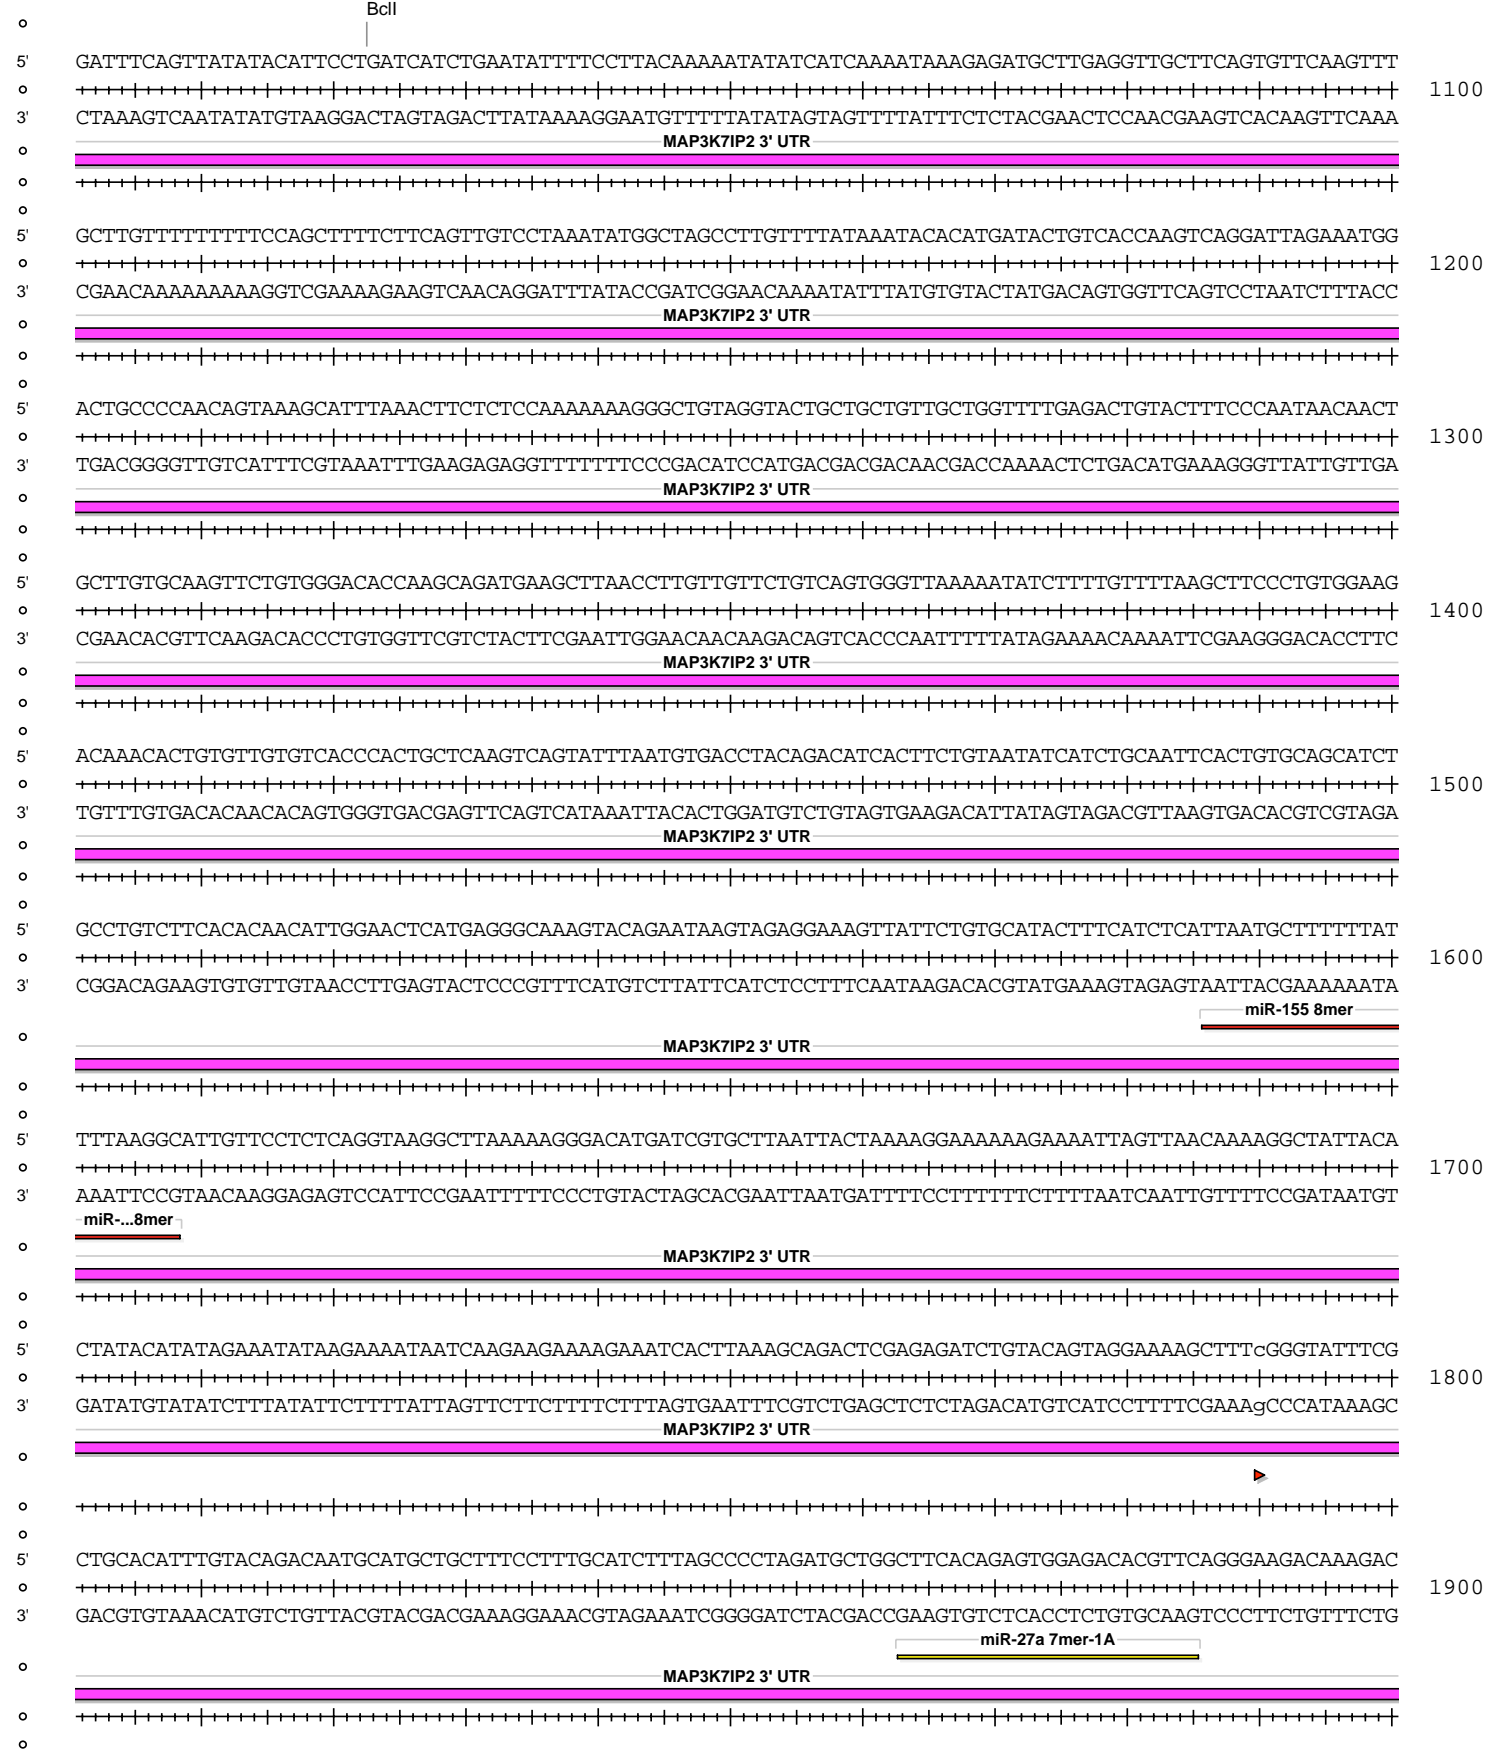 BclI
5' GATTTCAGTTATATACATTCCTGATCATCTGAATATTTTCCTTACAAAAATATATCATCAAAATAAAGAGATGCTTGAGGTTGCTTCAGTGTTCAAGTTT
1100
3' CTAAAGTCAATATATGTAAGGACTAGTAGACTTATAAAAGGAATGTTTTTATATAGTAGTTTTATTTCTCTACGAACTCCAACGAAGTCACAAGTTCAAA
MAP3K7IP2 3' UTR
5' GCTTGTTTTTTTTTCCAGCTTTTCTTCAGTTGTCCTAAATATGGCTAGCCTTGTTTTATAAATACACATGATACTGTCACCAAGTCAGGATTAGAAATGG
1200
3' CGAACAAAAAAAAAGGTCGAAAAGAAGTCAACAGGATTTATACCGATCGGAACAAAATATTTATGTGTACTATGACAGTGGTTCAGTCCTAATCTTTACC
MAP3K7IP2 3' UTR
5' ACTGCCCCAACAGTAAAGCATTTAAACTTCTCTCCAAAAAAAGGGCTGTAGGTACTGCTGCTGTTGCTGGTTTTGAGACTGTACTTTCCCAATAACAACT
1300
3' TGACGGGGTTGTCATTTCGTAAATTTGAAGAGAGGTTTTTTTCCCGACATCCATGACGACGACAACGACCAAAACTCTGACATGAAAGGGTTATTGTTGA
MAP3K7IP2 3' UTR
5' GCTTGTGCAAGTTCTGTGGGACACCAAGCAGATGAAGCTTAACCTTGTTGTTCTGTCAGTGGGTTAAAAATATCTTTTGTTTTAAGCTTCCCTGTGGAAG
1400
3' CGAACACGTTCAAGACACCCTGTGGTTCGTCTACTTCGAATTGGAACAACAAGACAGTCACCCAATTTTTATAGAAAACAAAATTCGAAGGGACACCTTC
MAP3K7IP2 3' UTR
5' ACAAACACTGTGTTGTGTCACCCACTGCTCAAGTCAGTATTTAATGTGACCTACAGACATCACTTCTGTAATATCATCTGCAATTCACTGTGCAGCATCT
1500
3' TGTTTGTGACACAACACAGTGGGTGACGAGTTCAGTCATAAATTACACTGGATGTCTGTAGTGAAGACATTATAGTAGACGTTAAGTGACACGTCGTAGA
MAP3K7IP2 3' UTR
5' GCCTGTCTTCACACAACATTGGAACTCATGAGGGCAAAGTACAGAATAAGTAGAGGAAAGTTATTCTGTGCATACTTTCATCTCATTAATGCTTTTTTAT
1600
3' CGGACAGAAGTGTGTTGTAACCTTGAGTACTCCCGTTTCATGTCTTATTCATCTCCTTTCAATAAGACACGTATGAAAGTAGAGTAATTACGAAAAAATA
miR-155 8mer
MAP3K7IP2 3' UTR
5' TTTAAGGCATTGTTCCTCTCAGGTAAGGCTTAAAAAGGGACATGATCGTGCTTAATTACTAAAAGGAAAAAAGAAAATTAGTTAACAAAAGGCTATTACA
1700
3' AAATTCCGTAACAAGGAGAGTCCATTCCGAATTTTTCCCTGTACTAGCACGAATTAATGATTTTCCTTTTTTCTTTTAATCAATTGTTTTCCGATAATGT
miR-...8mer
MAP3K7IP2 3' UTR
5' CTATACATATAGAAATATAAGAAAATAATCAAGAAGAAAAGAAATCACTTAAAGCAGACTCGAGAGATCTGTACAGTAGGAAAAGCTTTcGGGTATTTCG
1800
3' GATATGTATATCTTTATATTCTTTTATTAGTTCTTCTTTTCTTTAGTGAATTTCGTCTGAGCTCTCTAGACATGTCATCCTTTTCGAAAgCCCATAAAGC
MAP3K7IP2 3' UTR
5' CTGCACATTTGTACAGACAATGCATGCTGCTTTCCTTTGCATCTTTAGCCCCTAGATGCTGGCTTCACAGAGTGGAGACACGTTCAGGGAAGACAAAGAC
1900
3' GACGTGTAAACATGTCTGTTACGTACGACGAAAGGAAACGTAGAAATCGGGGATCTACGACCGAAGTGTCTCACCTCTGTGCAAGTCCCTTCTGTTTCTG
miR-27a 7mer-1A
MAP3K7IP2 3' UTR